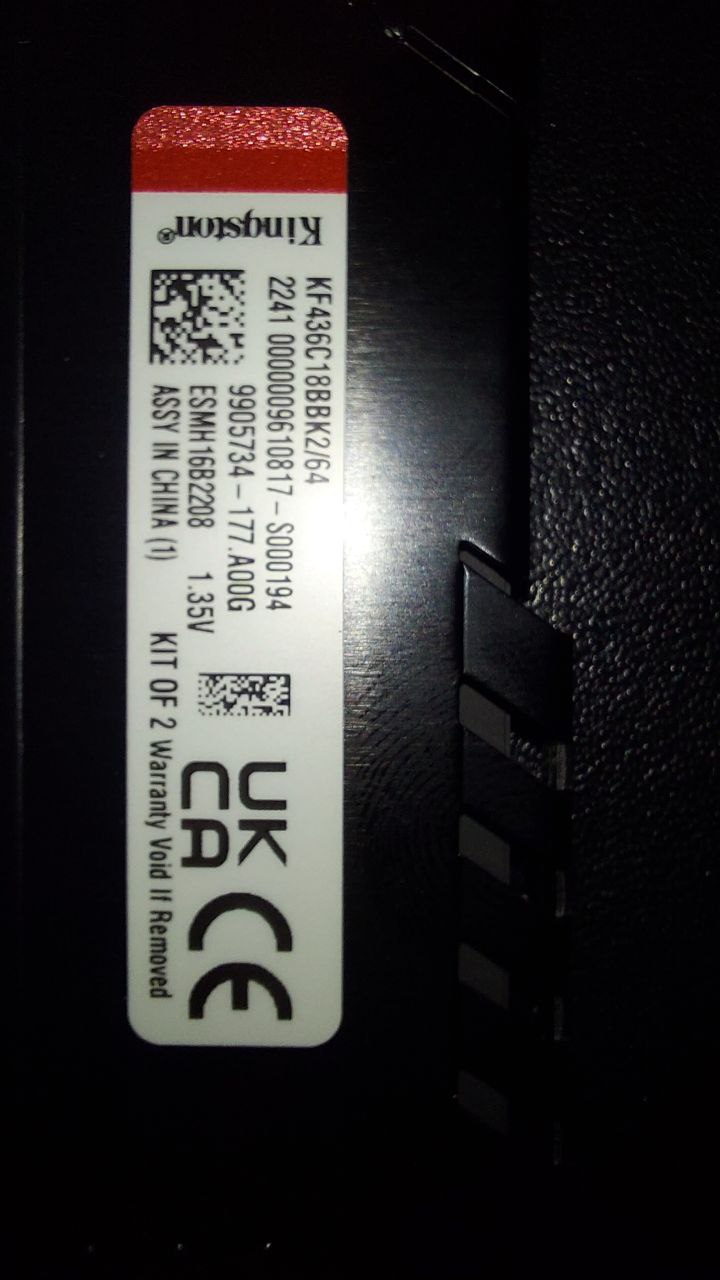 Kingston®
KF436C18BBK2/64
2241 0000009610817-S000194
9905734-177.A00G
ESMH16B2208 1.35V
ASSY IN CHINA (1)
KIT OF 2 Warranty Void If Removed
UK
CA
CE